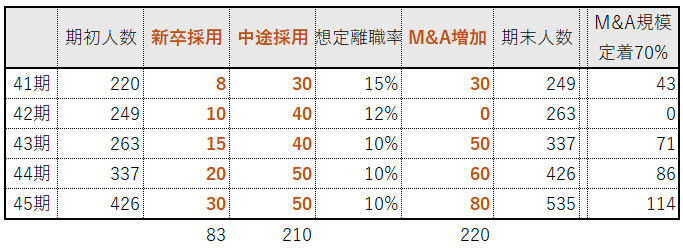 期初人数 新卒採用 中途採用 想定離職率 M&A増加 期末人数 M&A規模
定着70%
41期 220 8 30 15% 30 249 43
42期 249 10 40 12% 0 263 0
43期 263 15 40 10% 50 337 71
44期 337 20 50 10% 60 426 86
45期 426 30 50 10% 80 535 114
83 210 220